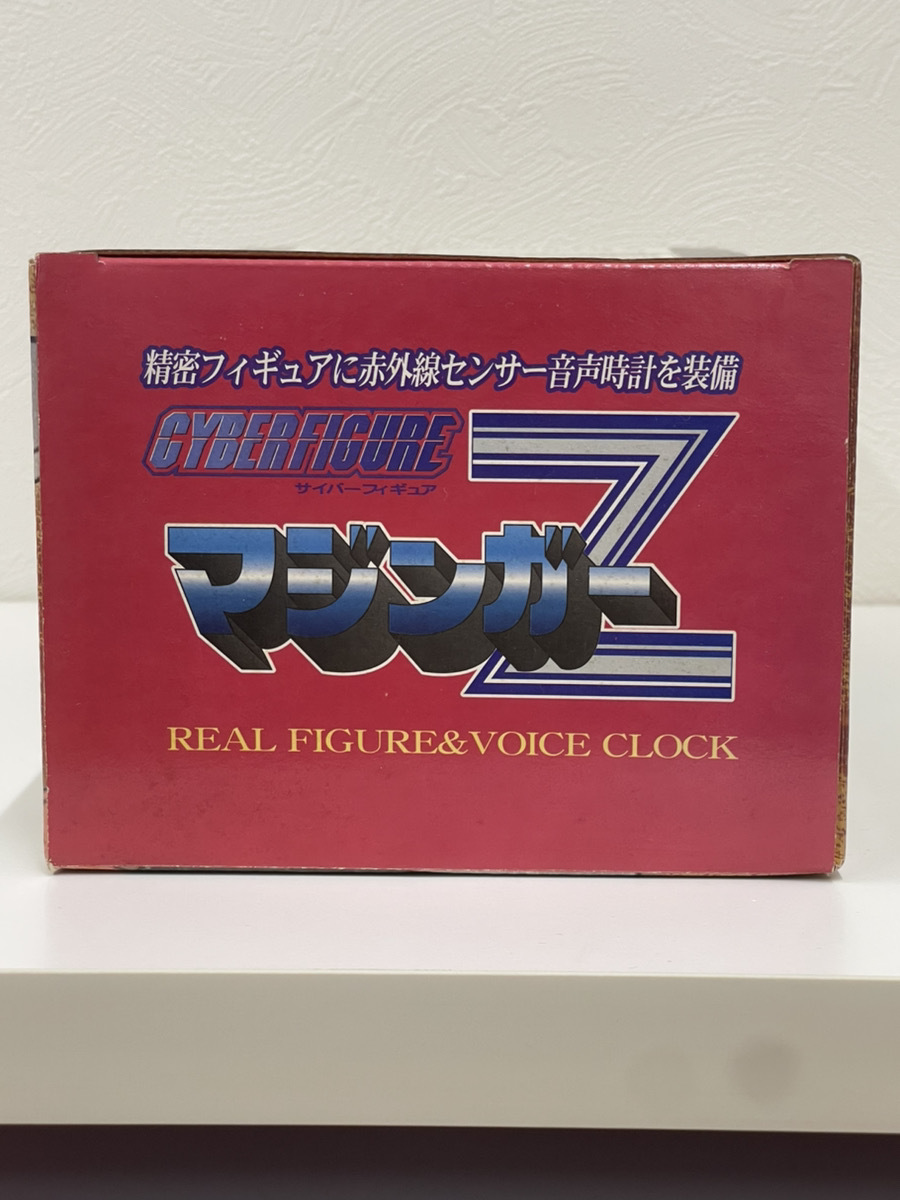 精密フィギュアに赤外線センサー音声時計を装備
CYBERFIGURE
サイバーフィギュア
マジンガーZ
REAL FIGURE&VOICE CLOCK